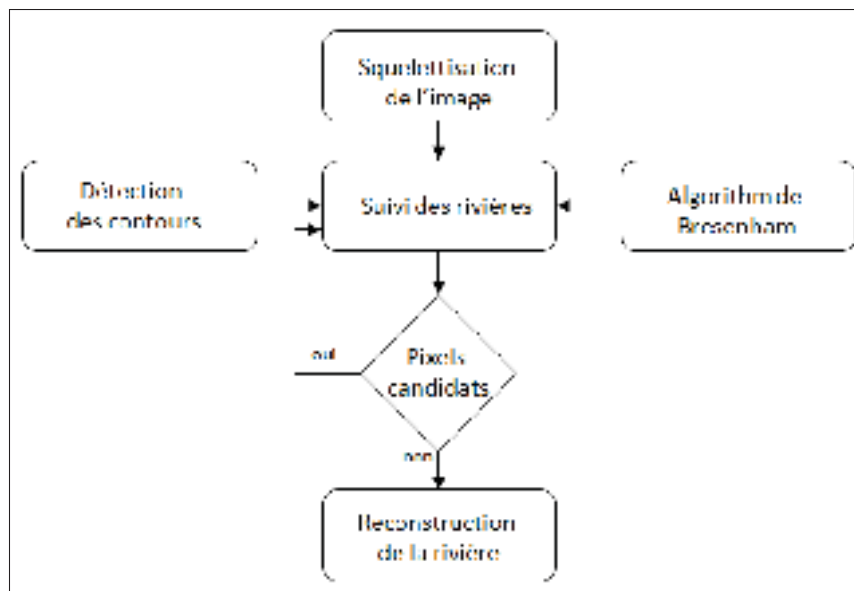 Squelettisation
de l'image
Détection
des contours
Suivi des rivières
Algorithm de
Bresenham
oui
Pixels
candidats
non
Reconstruction
de la rivière